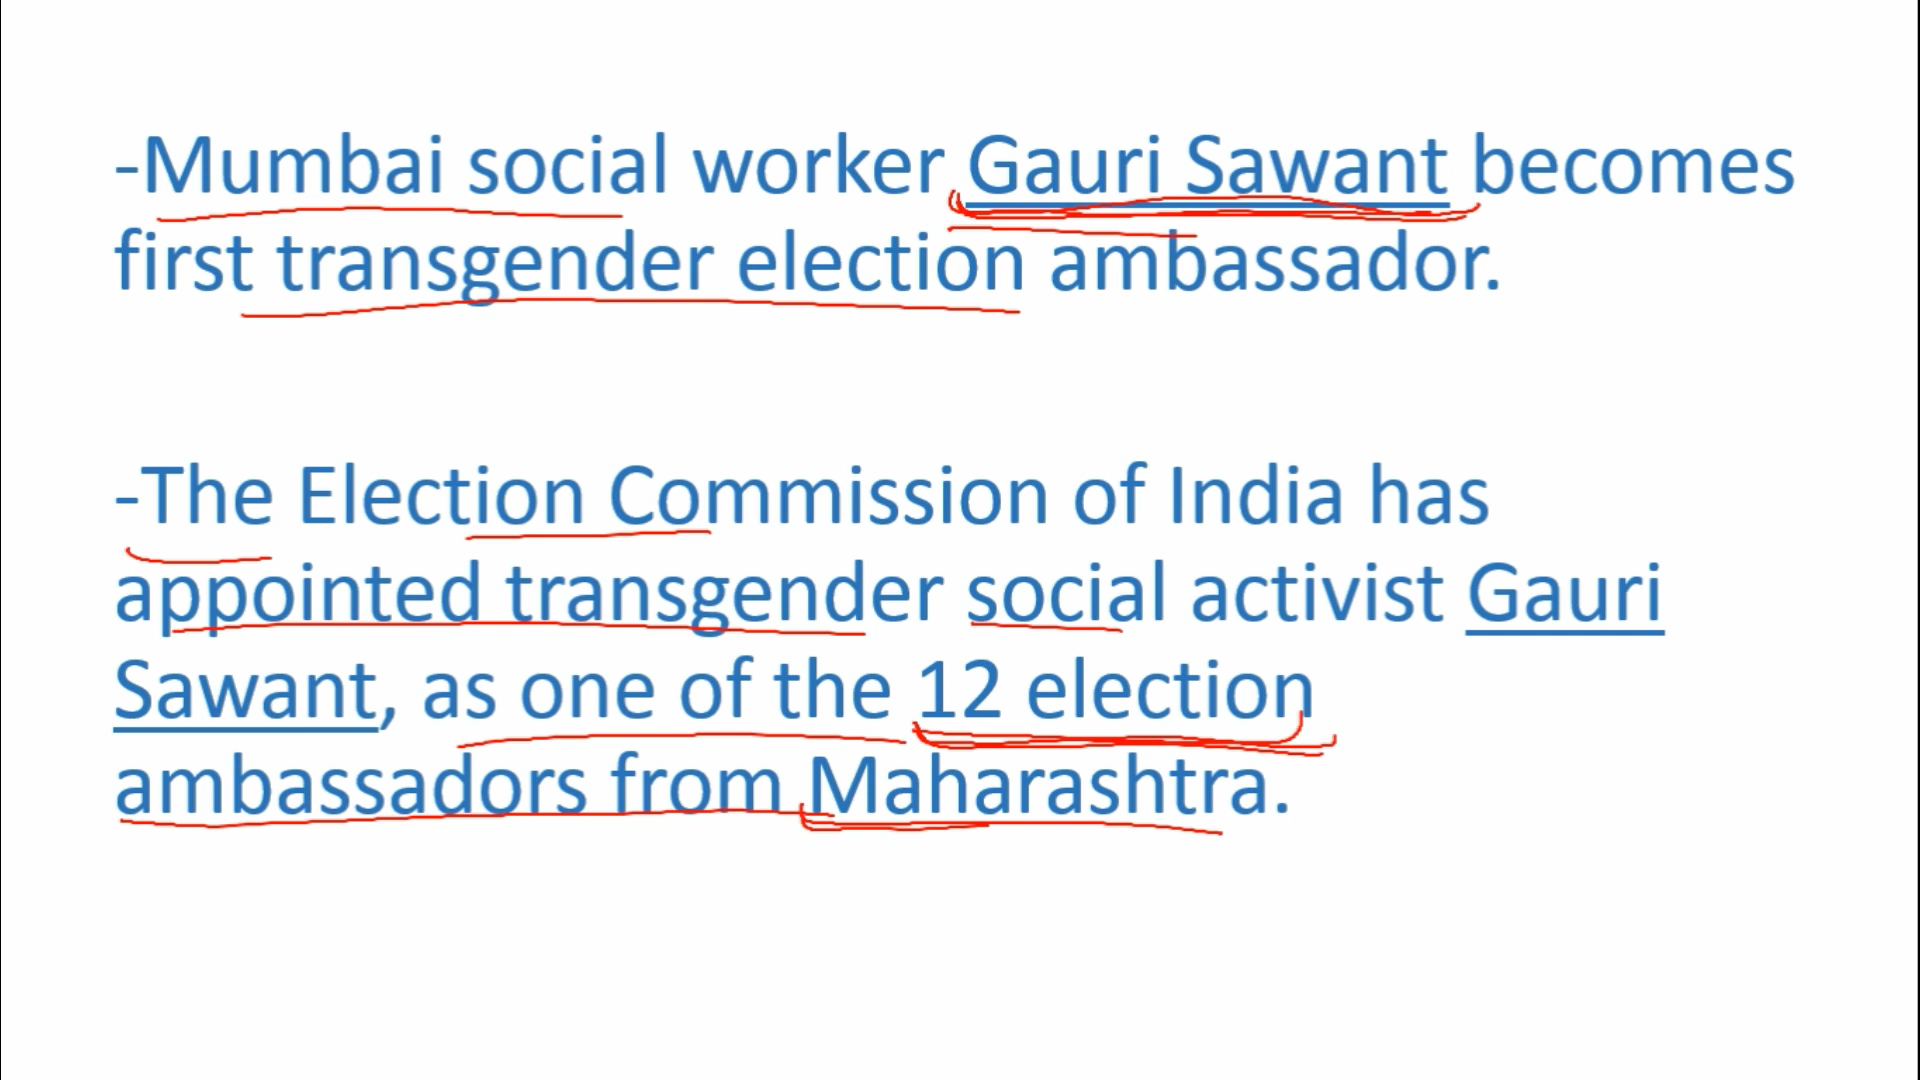 -Mumbai social worker Gauri Sawant becomes
first transgender election ambassador.
-The Election Commission of India has
appointed transgender social activist Gauri
Sawant, as one of the 12 election
ambassadors from Maharashtra.